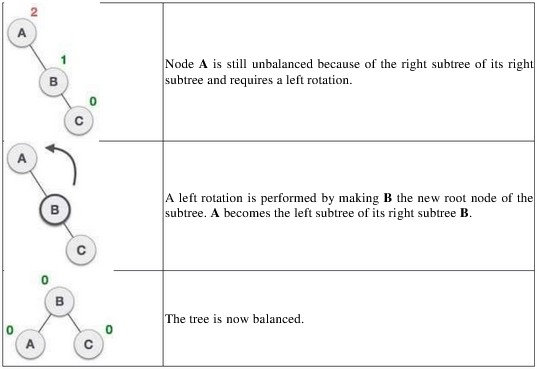 2
A
1
B
0
C
Node A is still unbalanced because of the right subtree of its right
subtree and requires a left rotation.
A
B
C
A left rotation is performed by making B the new root node of the
subtree. A becomes the left subtree of its right subtree B.
0
B
0 A C 0
The tree is now balanced.